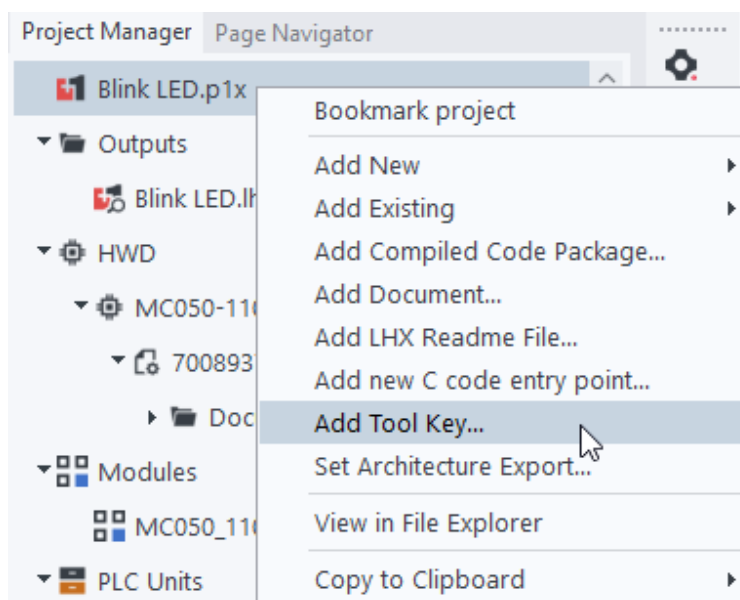 Project Manager Page Navigator
Blink LED.p1x
Bookmark project
Outputs
Add New
Blink LED.lh
Add Existing
HWD
Add Compiled Code Package...
MC050-110
Add Document...
Add LHX Readme File...
700893
Add new C code entry point...
Doc
Add Tool Key...
Modules
Set Architecture Export...
MC050_110
View in File Explorer
PLC Units
Copy to Clipboard